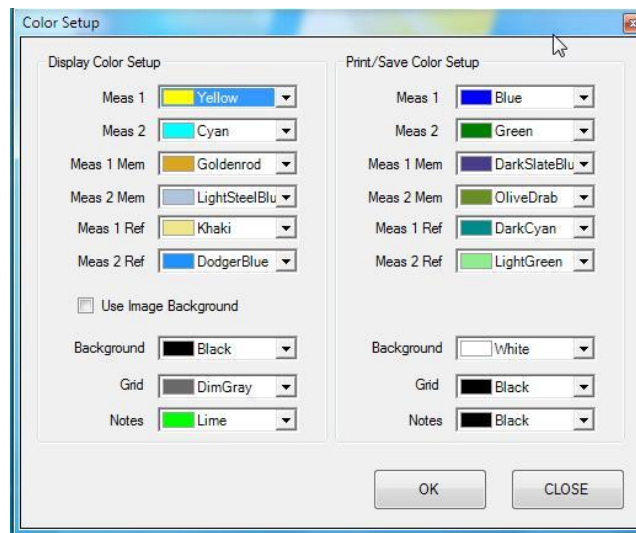 Color Setup
Display Color Setup
Meas 1 Yellow
Meas 2 Cyan
Meas 1 Mem Goldenrod
Meas 2 Mem LightSteelBlu
Meas 1 Ref Khaki
Meas 2 Ref DodgerBlue
Use Image Background
Background Black
Grid DimGray
Notes Lime
Print/Save Color Setup
Meas 1 Blue
Meas 2 Green
Meas 1 Mem DarkSlateBlu
Meas 2 Mem OliveDrab
Meas 1 Ref DarkCyan
Meas 2 Ref LightGreen
Background White
Grid Black
Notes Black
OK CLOSE